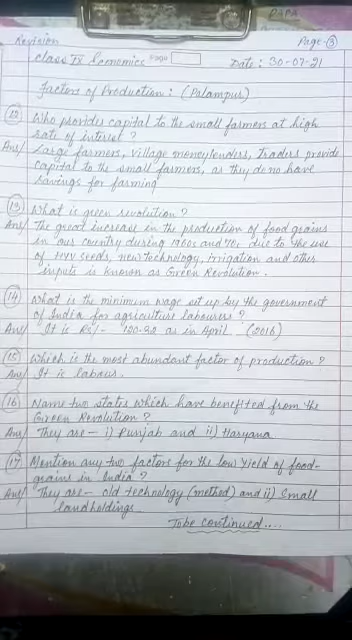 PAPA
Revision
Page-③
Class IX Economics
Page
Date: 30-07-21
Factors of Production: (Palampur)
⑫ Who provides capital to the small farmers at high
rate of interest?
Ans/ Large farmers, village moneylenders, traders provide
capital to the small farmers, as they do no have
savings for farming
⑬ What is green revolution?
Ans/ The great increase in the production of food grains
in our country during 1960s and 70s due to the use
of HYV seeds, new technology, irrigation and other
inputs is known as Green Revolution.
⑭ What is the minimum wage set up by the government
of India for agriculture labourers?
Ans/ It is Rs/- as in April (2016)
⑮ Which is the most abundant factor of production?
Ans/ It is labour.
⑯ Name two states which have benefited from the
Green Revolution?
Ans/ They are - i) Punjab and ii) Haryana
⑰ Mention any two factors for the low yield of food-
grains in India?
Ans/ They are - old technology (method) and ii) Small
landholdings.
To be continued....